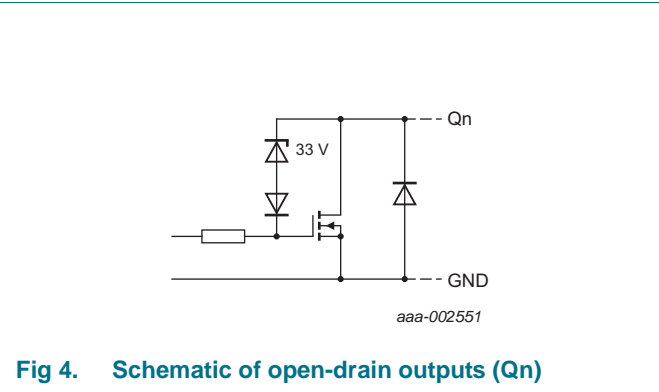 Qn
33 V
GND
aaa-002551
Fig 4. Schematic of open-drain outputs (Qn)